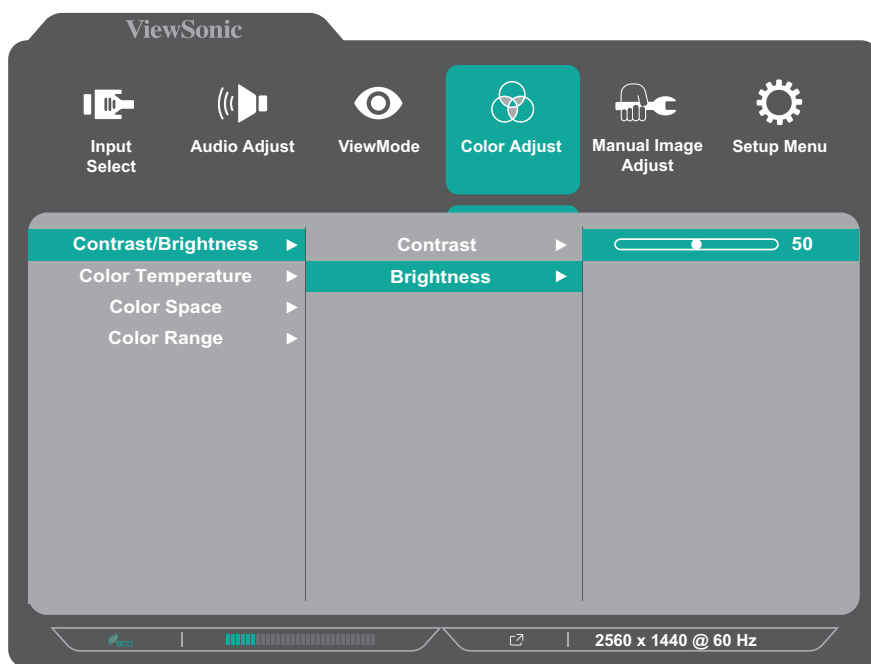 ViewSonic
Input Select
Audio Adjust
ViewMode
Color Adjust
Manual Image Adjust
Setup Menu
Contrast/Brightness
Contrast
50
Color Temperature
Brightness
Color Space
Color Range
eco
2560 x 1440 @ 60 Hz